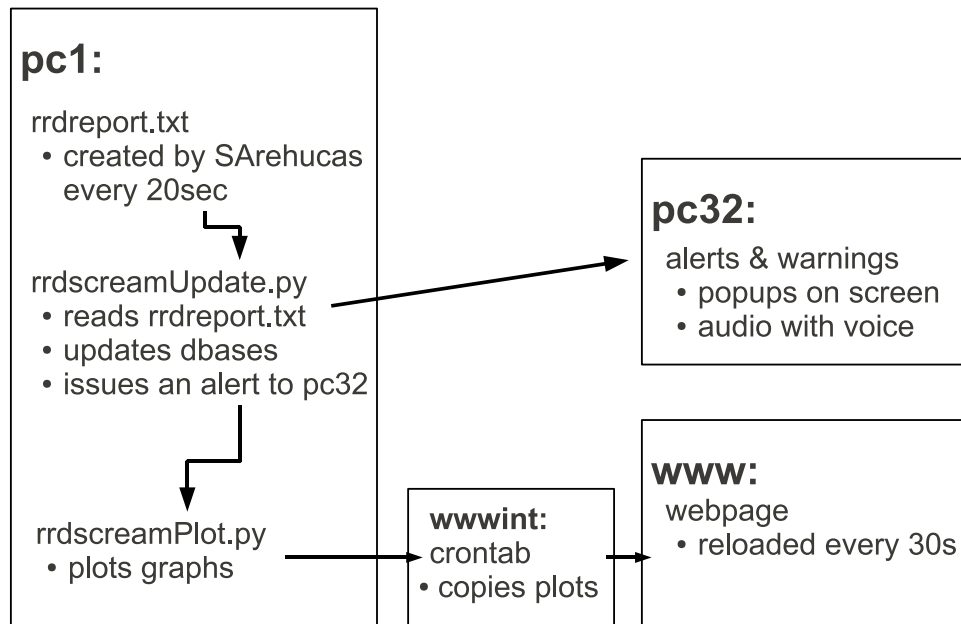 pc1:
rrdreport.txt
• created by SArehucas
every 20sec
rrdscreamUpdate.py
• reads rrdreport.txt
• updates dbases
• issues an alert to pc32
rrdscreamPlot.py
• plots graphs
pc32:
alerts & warnings
• popups on screen
• audio with voice
wwwint:
crontab
• copies plots
www:
webpage
• reloaded every 30s